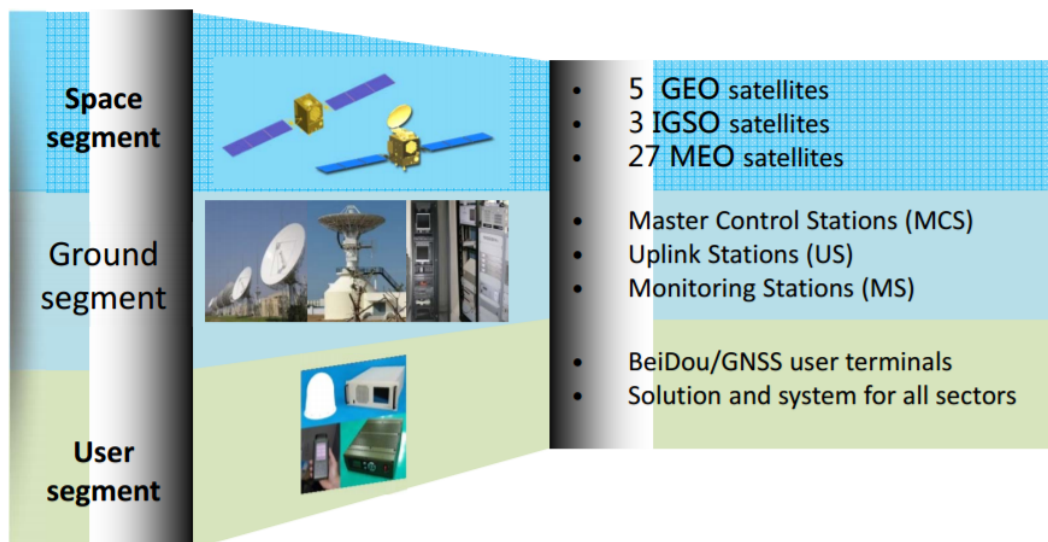 Space
segment
• 5 GEO satellites
• 3 IGSO satellites
• 27 MEO satellites
Ground
segment
• Master Control Stations (MCS)
• Uplink Stations (US)
• Monitoring Stations (MS)
User
segment
• BeiDou/GNSS user terminals
• Solution and system for all sectors